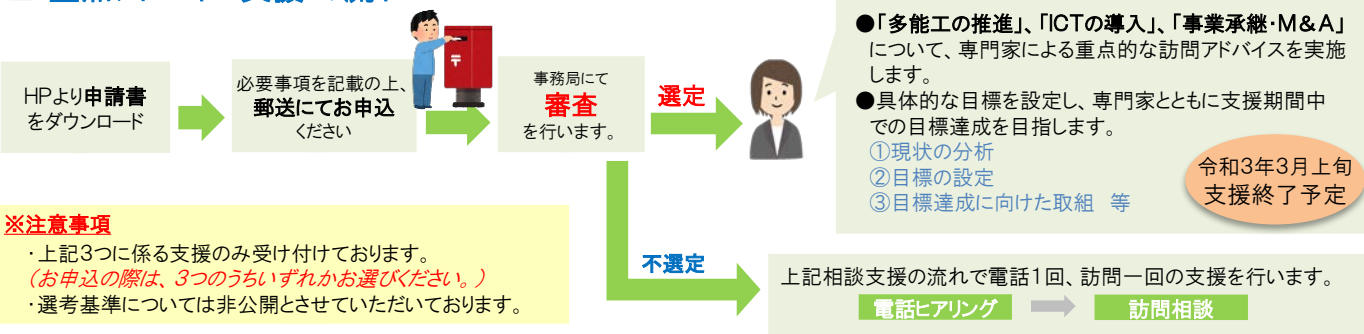 HPより申請書
をダウンロード
必要事項を記載の上、
郵送にてお申込
ください
〒
事務局にて
審査
を行います。
選定
●「多能工の推進」、「ICTの導入」、「事業承継・M&A」
について、専門家による重点的な訪問アドバイスを実施
します。
●具体的な目標を設定し、専門家とともに支援期間中
での目標達成を目指します。
①現状の分析
②目標の設定
③目標達成に向けた取組　等
令和3年3月上旬
支援終了予定
※注意事項
・上記3つに係る支援のみ受け付けております。
(お申込の際は、3つのうちいずれかお選びください。)
・選考基準については非公開とさせていただいております。
不選定
上記相談支援の流れで電話1回、訪問一回の支援を行います。
電話ヒアリング
訪問相談